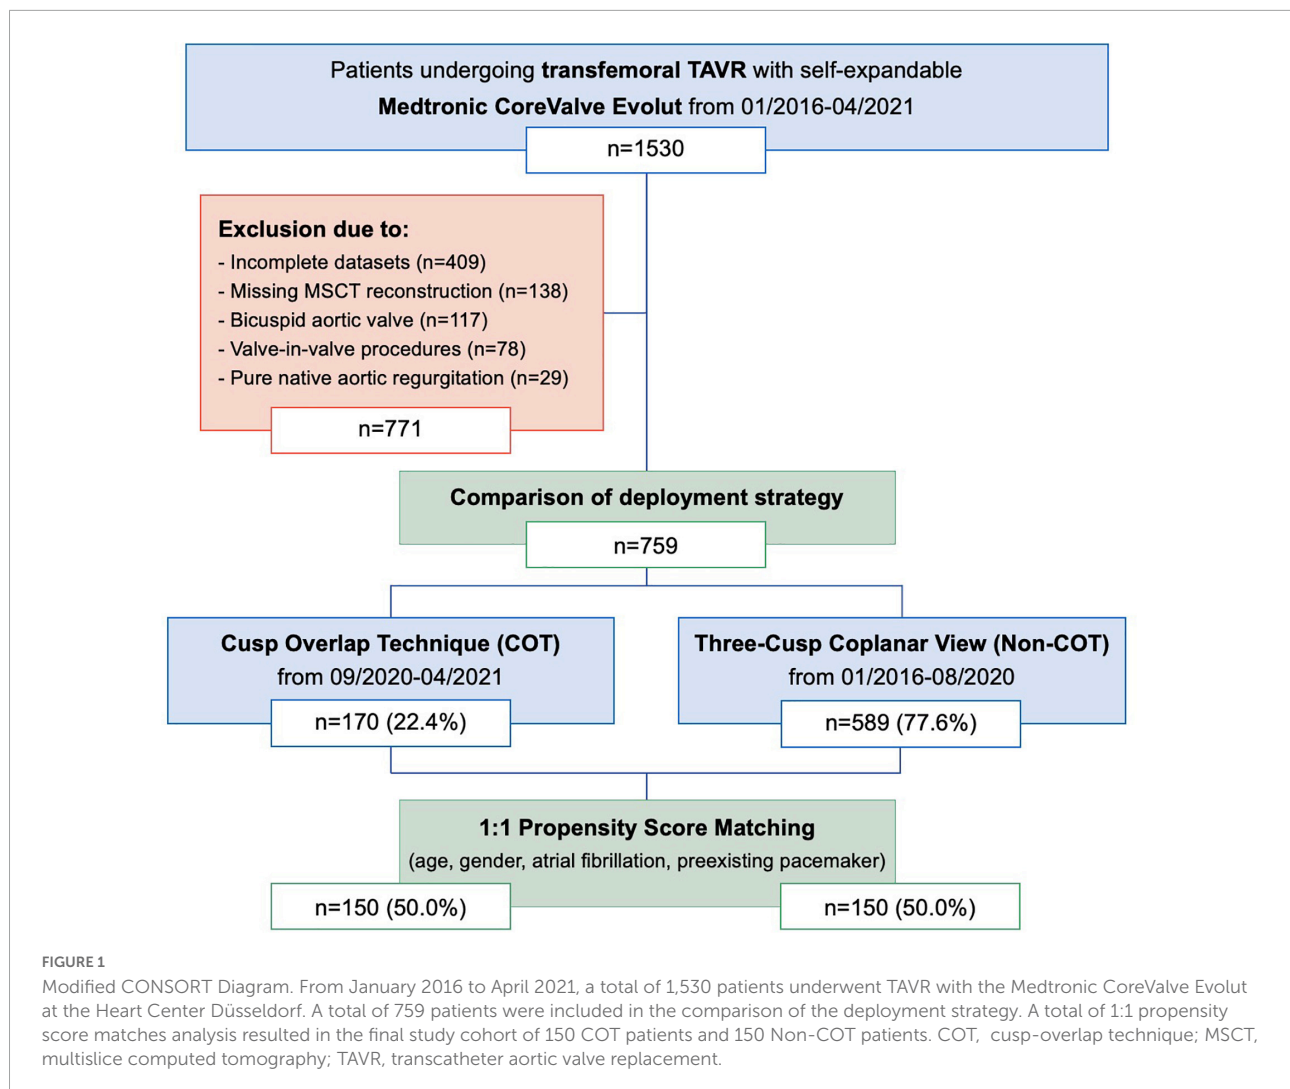 Patients undergoing transfemoral TAVR with self-expandable
Medtronic CoreValve Evolut from 01/2016-04/2021
n=1530
Exclusion due to:
- Incomplete datasets (n=409)
- Missing MSCT reconstruction (n=138)
- Bicuspid aortic valve (n=117)
- Valve-in-valve procedures (n=78)
- Pure native aortic regurgitation (n=29)
n=771
Comparison of deployment strategy
n=759
Cusp Overlap Technique (COT)
from 09/2020-04/2021
n=170 (22.4%)
Three-Cusp Coplanar View (Non-COT)
from 01/2016-08/2020
n=589 (77.6%)
1:1 Propensity Score Matching
(age, gender, atrial fibrillation, preexisting pacemaker)
n=150 (50.0%)
n=150 (50.0%)
FIGURE 1
Modified CONSORT Diagram. From January 2016 to April 2021, a total of 1,530 patients underwent TAVR with the Medtronic CoreValve Evolut
at the Heart Center Düsseldorf. A total of 759 patients were included in the comparison of the deployment strategy. A total of 1:1 propensity
score matches analysis resulted in the final study cohort of 150 COT patients and 150 Non-COT patients. COT, cusp-overlap technique; MSCT,
multislice computed tomography; TAVR, transcatheter aortic valve replacement.